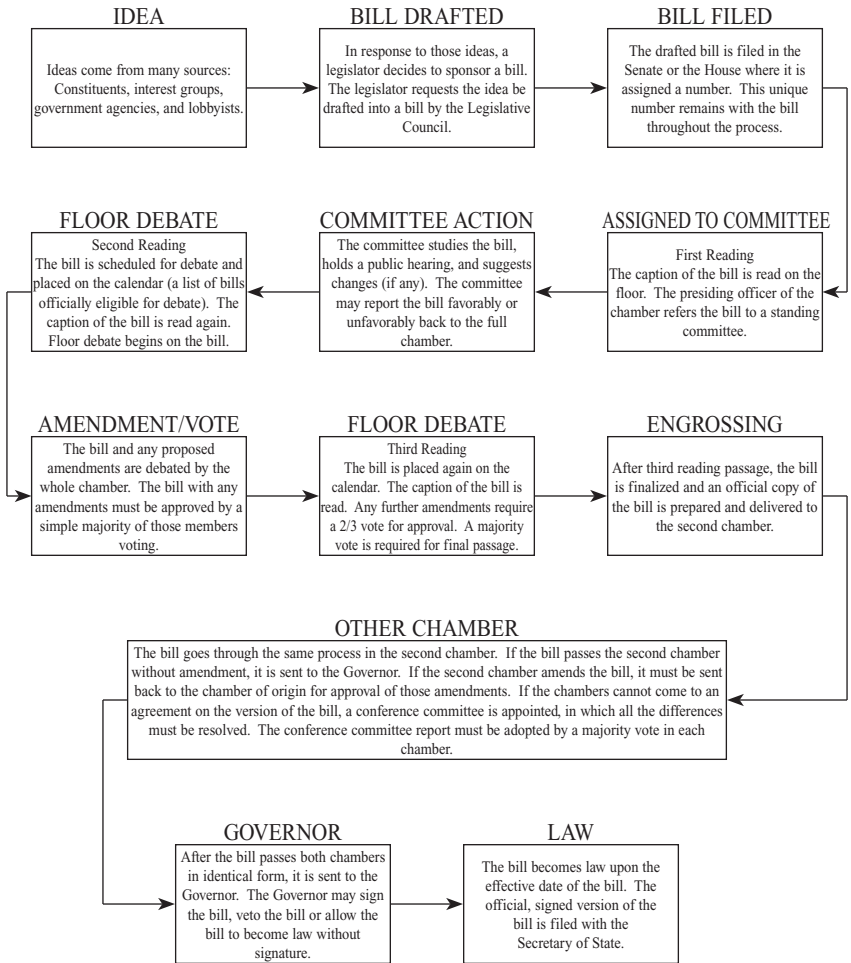 IDEA
Ideas come from many sources:
Constituents, interest groups,
government agencies, and lobbyists.
BILL DRAFTED
In response to those ideas, a
legislator decides to sponsor a bill.
The legislator requests the idea be
drafted into a bill by the Legislative
Council.
BILL FILED
The drafted bill is filed in the
Senate or the House where it is
assigned a number. This unique
number remains with the bill
throughout the process.
ASSIGNED TO COMMITTEE
First Reading
The caption of the bill is read on the
floor. The presiding officer of the
chamber refers the bill to a standing
committee.
COMMITTEE ACTION
The committee studies the bill,
holds a public hearing, and suggests
changes (if any). The committee
may report the bill favorably or
unfavorably back to the full
chamber.
FLOOR DEBATE
Second Reading
The bill is scheduled for debate and
placed on the calendar (a list of bills
officially eligible for debate). The
caption of the bill is read again.
Floor debate begins on the bill.
AMENDMENT/VOTE
The bill and any proposed
amendments are debated by the
whole chamber. The bill with any
amendments must be approved by a
simple majority of those members
voting.
FLOOR DEBATE
Third Reading
The bill is placed again on the
calendar. The caption of the bill is
read. Any further amendments require
a 2/3 vote for approval. A majority
vote is required for final passage.
ENGROSSING
After third reading passage, the bill
is finalized and an official copy of
the bill is prepared and delivered to
the second chamber.
OTHER CHAMBER
The bill goes through the same process in the second chamber. If the bill passes the second chamber
without amendment, it is sent to the Governor. If the second chamber amends the bill, it must be sent
back to the chamber of origin for approval of those amendments. If the chambers cannot come to an
agreement on the version of the bill, a conference committee is appointed, in which all the differences
must be resolved. The conference committee report must be adopted by a majority vote in each
chamber.
GOVERNOR
After the bill passes both chambers
in identical form, it is sent to the
Governor. The Governor may sign
the bill, veto the bill or allow the
bill to become law without
signature.
LAW
The bill becomes law upon the
effective date of the bill. The
official, signed version of the
bill is filed with the
Secretary of State.